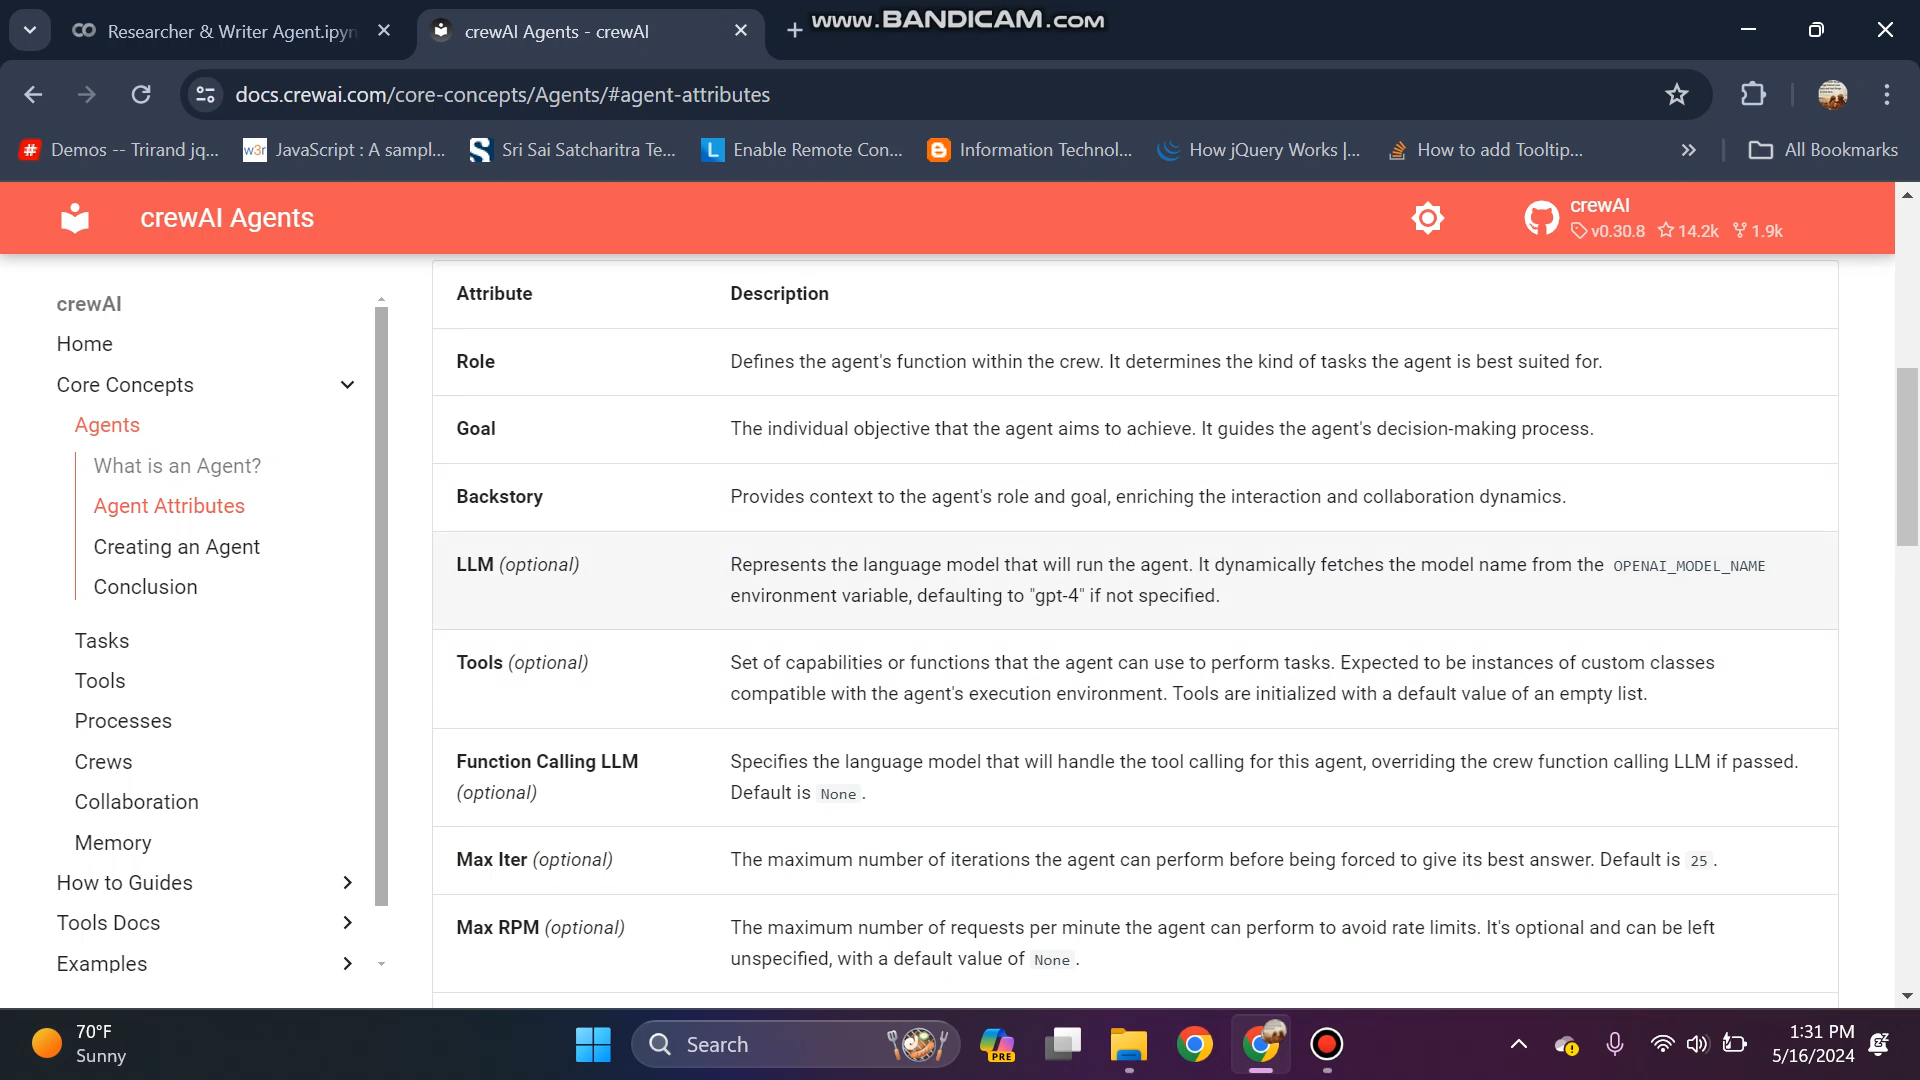 Researcher & Writer Agent.ipyn
crewAI Agents - crewAI
www.BANDICAM.com
docs.crewai.com/core-concepts/Agents/#agent-attributes
Demos -- Trirand jq...
w3r
JavaScript : A sampl...
Sri Sai Satcharitra Te...
L
Enable Remote Con...
Information Technol...
How jQuery Works |...
How to add Tooltip...
»
All Bookmarks
crewAI Agents
crewAI
v0.30.8 14.2k 1.9k
crewAI
Home
Core Concepts
Agents
What is an Agent?
Agent Attributes
Creating an Agent
Conclusion
Tasks
Tools
Processes
Crews
Collaboration
Memory
How to Guides
Tools Docs
Examples
Attribute Description
Role Defines the agent's function within the crew. It determines the kind of tasks the agent is best suited for.
Goal The individual objective that the agent aims to achieve. It guides the agent's decision-making process.
Backstory Provides context to the agent's role and goal, enriching the interaction and collaboration dynamics.
LLM (optional) Represents the language model that will run the agent. It dynamically fetches the model name from the OPENAI_MODEL_NAME
environment variable, defaulting to "gpt-4" if not specified.
Tools (optional) Set of capabilities or functions that the agent can use to perform tasks. Expected to be instances of custom classes
compatible with the agent's execution environment. Tools are initialized with a default value of an empty list.
Function Calling LLM Specifies the language model that will handle the tool calling for this agent, overriding the crew function calling LLM if passed.
(optional) Default is None.
Max Iter (optional) The maximum number of iterations the agent can perform before being forced to give its best answer. Default is 25.
Max RPM (optional) The maximum number of requests per minute the agent can perform to avoid rate limits. It's optional and can be left
unspecified, with a default value of None.
70°F
Sunny
Search
PRE
1:31 PM
5/16/2024